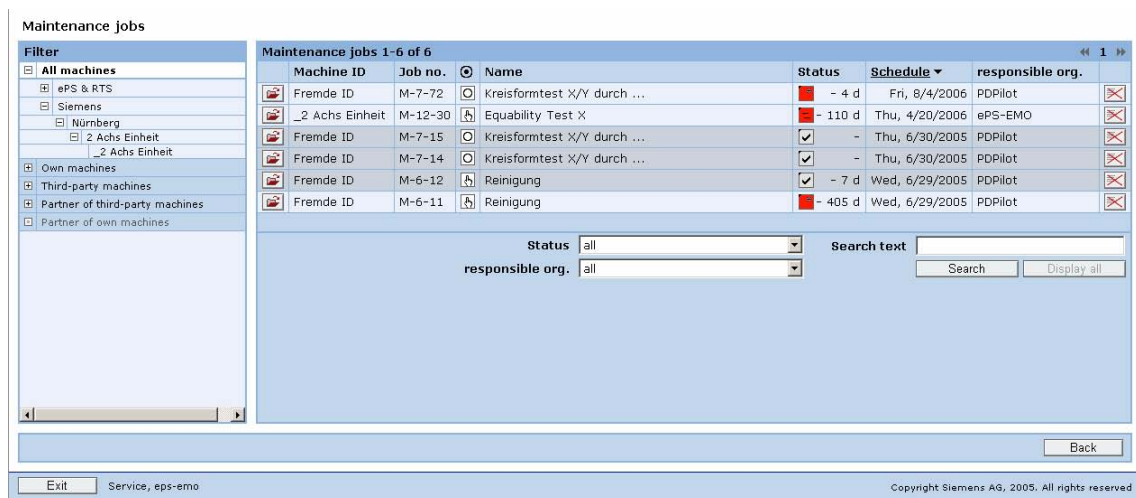 Maintenance jobs
Filter
All machines
ePS & RTS
Siemens
Nürnberg
2 Achs Einheit
_2 Achs Einheit
Own machines
Third-party machines
Partner of third-party machines
Partner of own machines
Maintenance jobs 1-6 of 6 1
Machine ID Job no. Name Status Schedule responsible org.
Fremde ID M-7-72 Kreisformtest X/Y durch ... - 4 d Fri, 8/4/2006 PDPilot
_2 Achs Einheit M-12-30 Equability Test X - 110 d Thu, 4/20/2006 ePS-EMO
Fremde ID M-7-15 Kreisformtest X/Y durch ... - Thu, 6/30/2005 PDPilot
Fremde ID M-7-14 Kreisformtest X/Y durch ... - Thu, 6/30/2005 PDPilot
Fremde ID M-6-12 Reinigung - 7 d Wed, 6/29/2005 PDPilot
Fremde ID M-6-11 Reinigung - 405 d Wed, 6/29/2005 PDPilot
Status all Search text
responsible org. all Search Display all
Back
Exit Service, eps-emo Copyright Siemens AG, 2005. All rights reserved